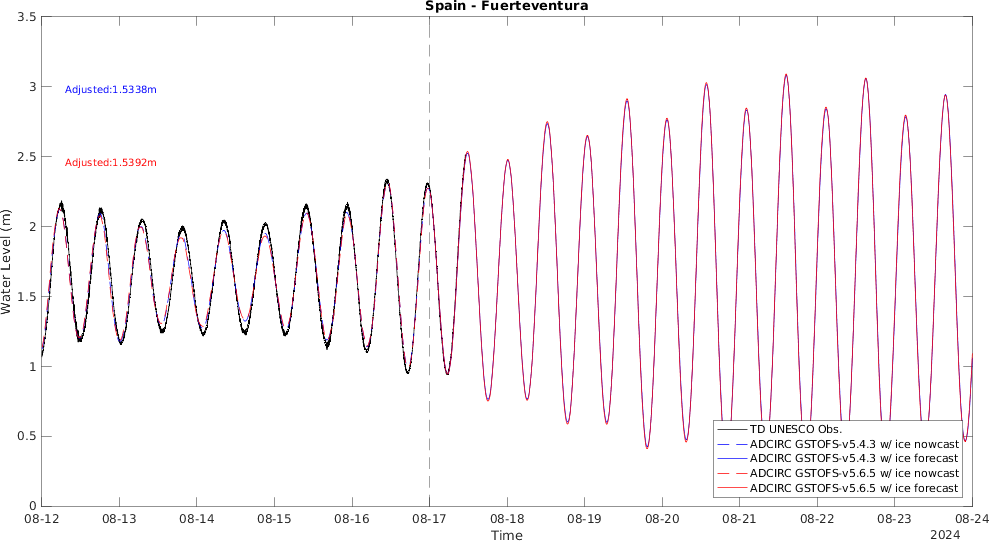 Spain - Fuerteventura
3.5
3
2.5
2
1.5
1
0.5
0
Water Level (m)
Adjusted:1.5338m
Adjusted:1.5392m
TD UNESCO Obs.
ADCIRC GSTOFS-v5.4.3 w/ ice nowcast
ADCIRC GSTOFS-v5.4.3 w/ ice forecast
ADCIRC GSTOFS-v5.6.5 w/ ice nowcast
ADCIRC GSTOFS-v5.6.5 w/ ice forecast
08-12 08-13 08-14 08-15 08-16 08-17 08-18 08-19 08-20 08-21 08-22 08-23 08-24
Time
2024